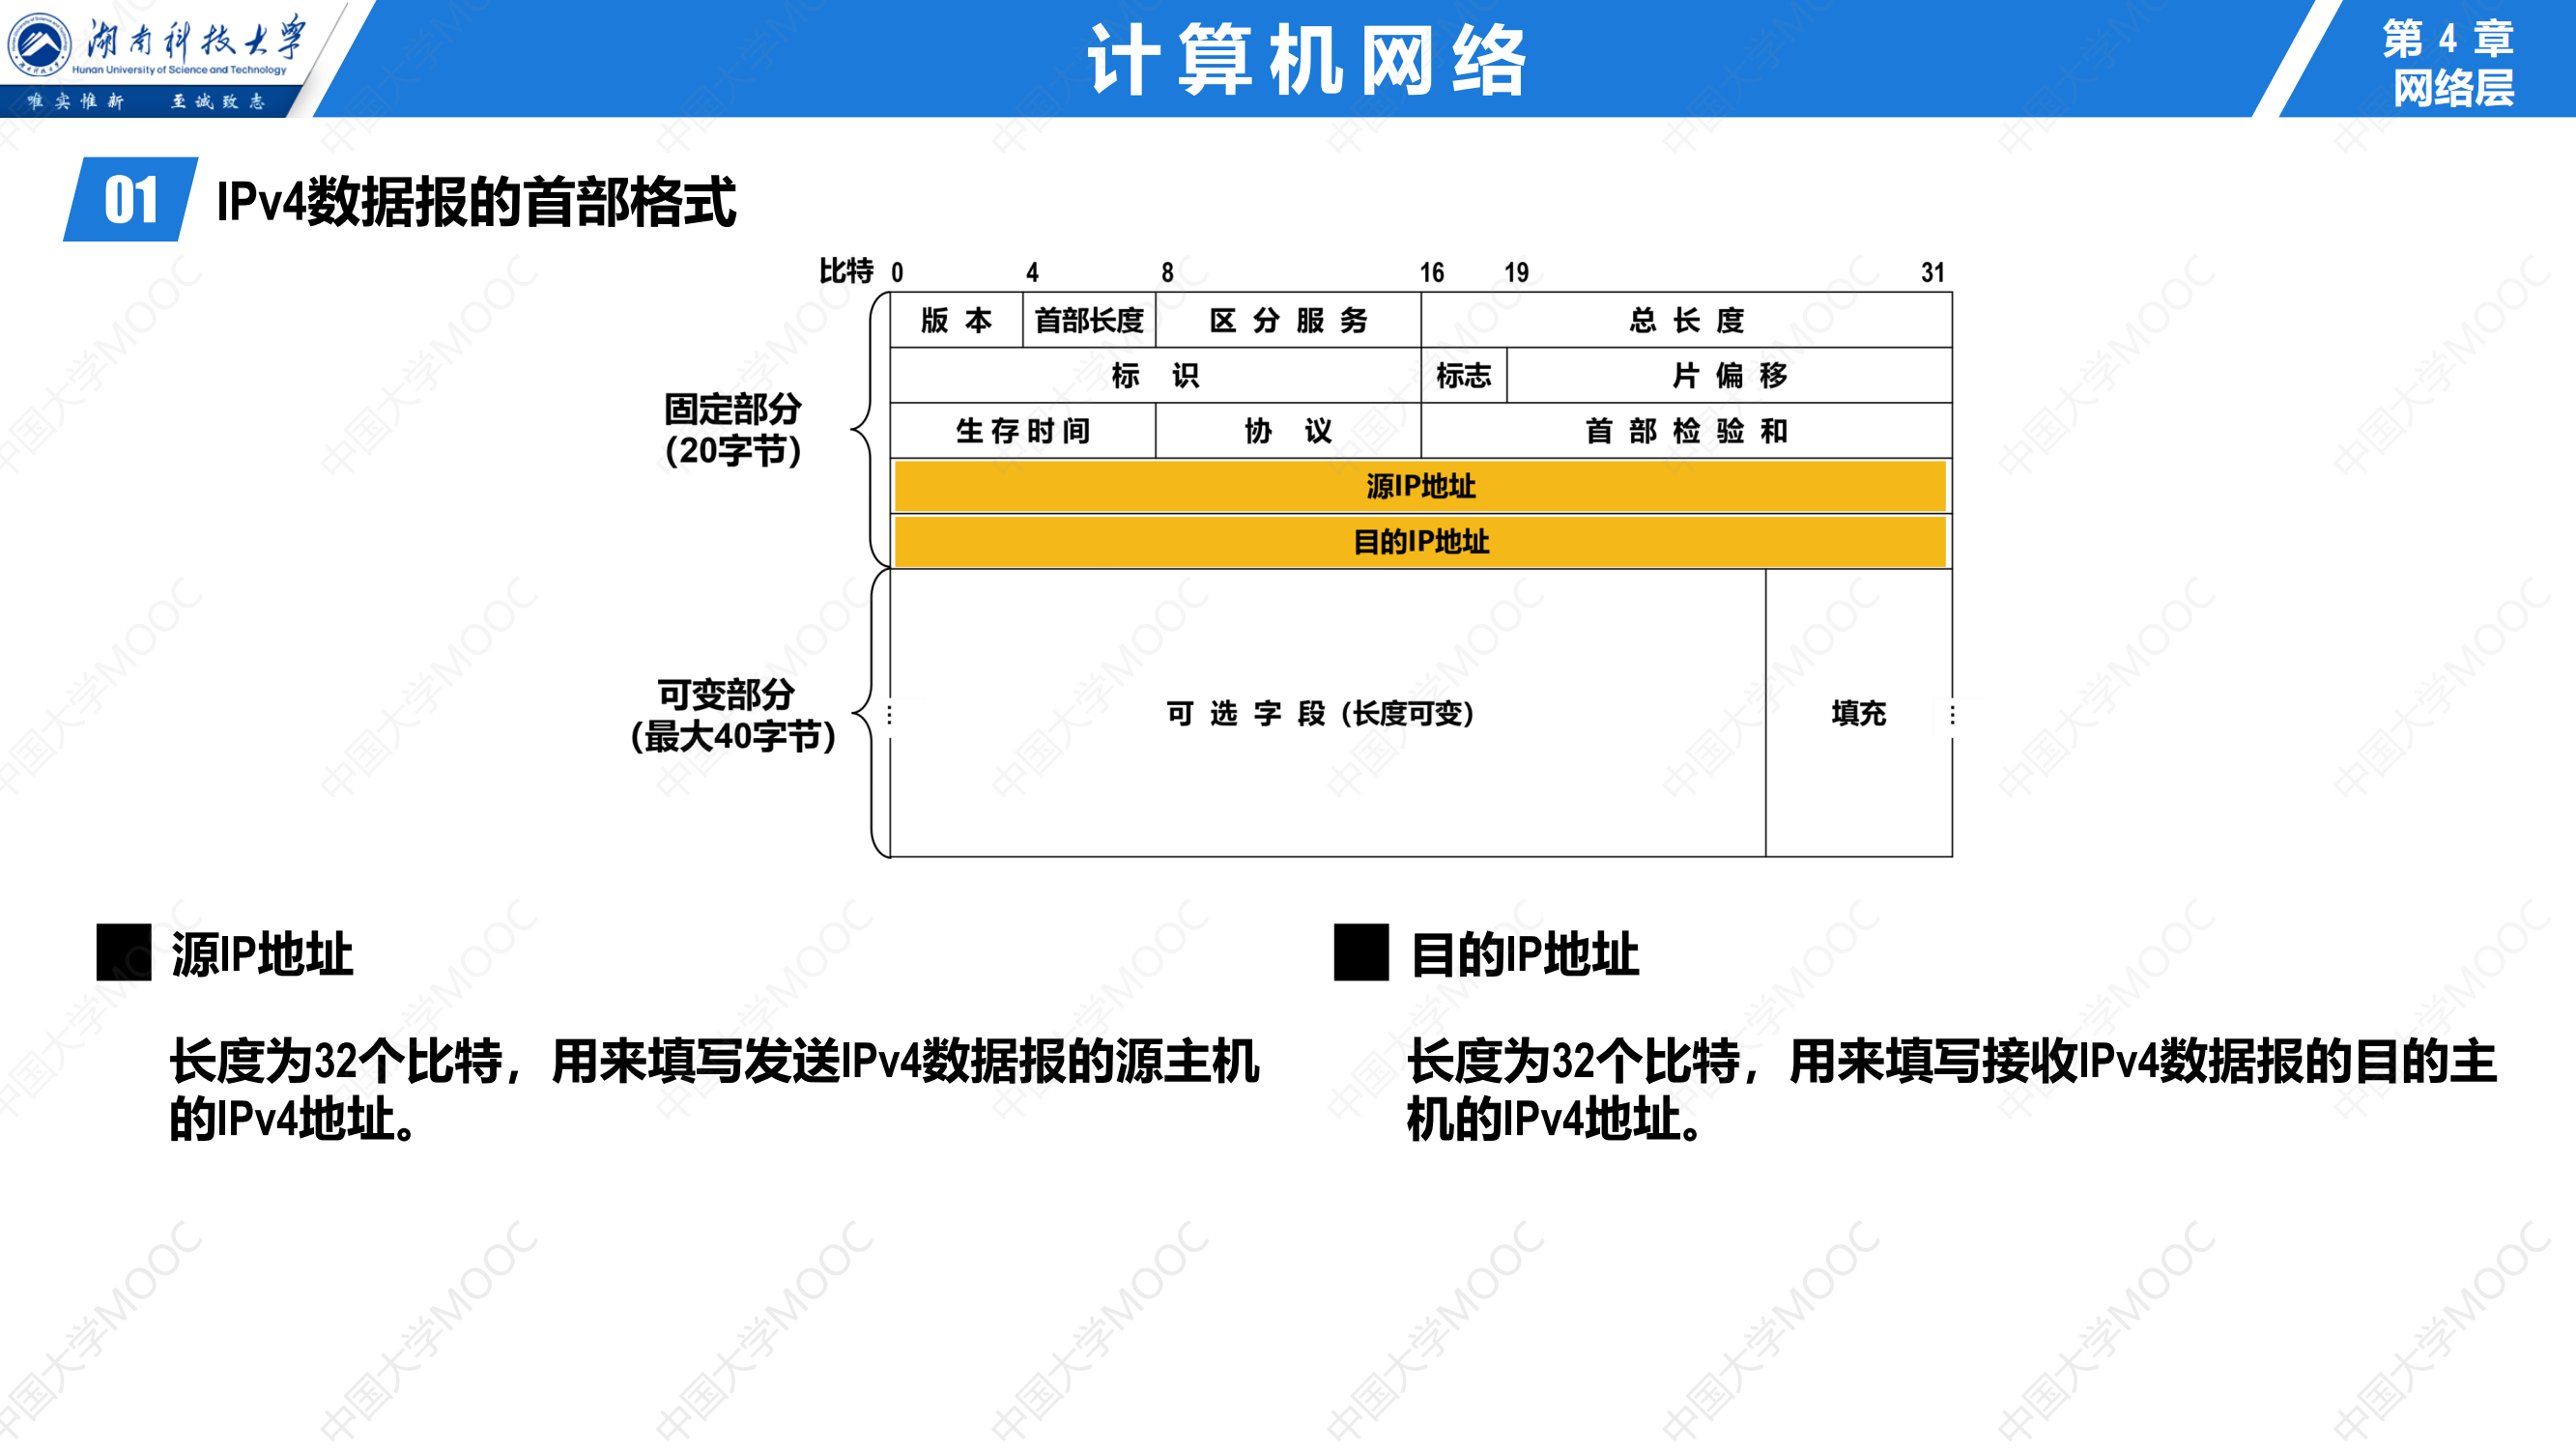 湖南科技大学
Hunan University of Science and Technology
唯实惟新 至诚致志
计算机网络
第 4 章
网络层
01 IPv4数据报的首部格式
比特 0 4 8 16 19 31
版 本 首部长度 区 分 服 务 总 长 度
标 识 标志 片 偏 移
生 存 时 间 协 议 首 部 检 验 和
源IP地址
目的IP地址
固定部分
(20字节)
可 选 字 段 (长度可变) 填充
可变部分
(最大40字节)
源IP地址
长度为32个比特，用来填写发送IPv4数据报的源主机
的IPv4地址。
目的IP地址
长度为32个比特，用来填写接收IPv4数据报的目的主
机的IPv4地址。
中国大学MOOC